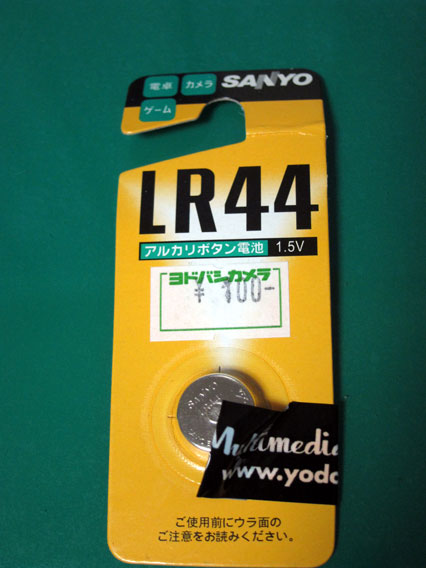 電卓 カメラ SANYO
ゲーム
LR44
アルカリボタン電池 1.5V
ヨドバシカメラ
¥ 100-
SANYO
LR44
Multimedia
www.yodo
ご使用前にウラ面の
ご注意をお読みください。